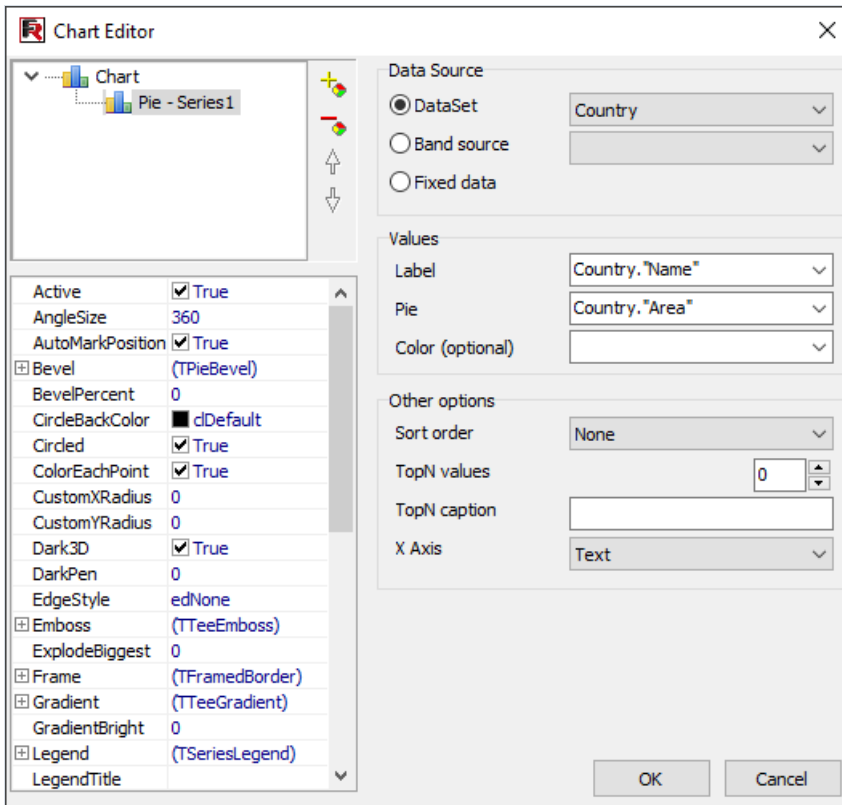 Chart Editor
Chart
Pie - Series1
Active True
AngleSize 360
AutoMarkPosition True
Bevel (TPieBevel)
BevelPercent 0
CircleBackColor clDefault
Circled True
ColorEachPoint True
CustomXRadius 0
CustomYRadius 0
Dark3D True
DarkPen 0
EdgeStyle edNone
Emboss (TTeeEmboss)
ExplodeBiggest 0
Frame (TFramedBorder)
Gradient (TTeeGradient)
GradientBright 0
Legend (TSeriesLegend)
LegendTitle
Data Source
DataSet Country
Band source
Fixed data
Values
Label Country."Name"
Pie Country."Area"
Color (optional)
Other options
Sort order None
TopN values 0
TopN caption
X Axis Text
OK Cancel